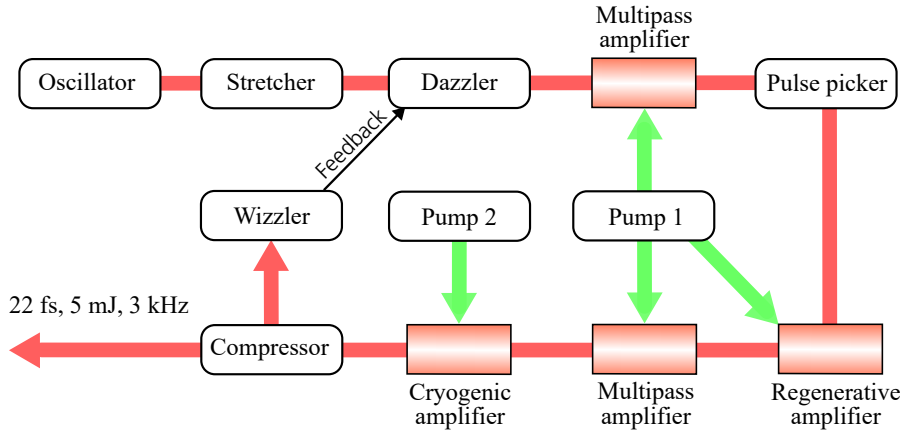 Multipass
amplifier
Oscillator
Stretcher
Dazzler
Pulse picker
Feedback
Wizzler
Pump 2
Pump 1
22 fs, 5 mJ, 3 kHz
Compressor
Cryogenic
amplifier
Multipass
amplifier
Regenerative
amplifier